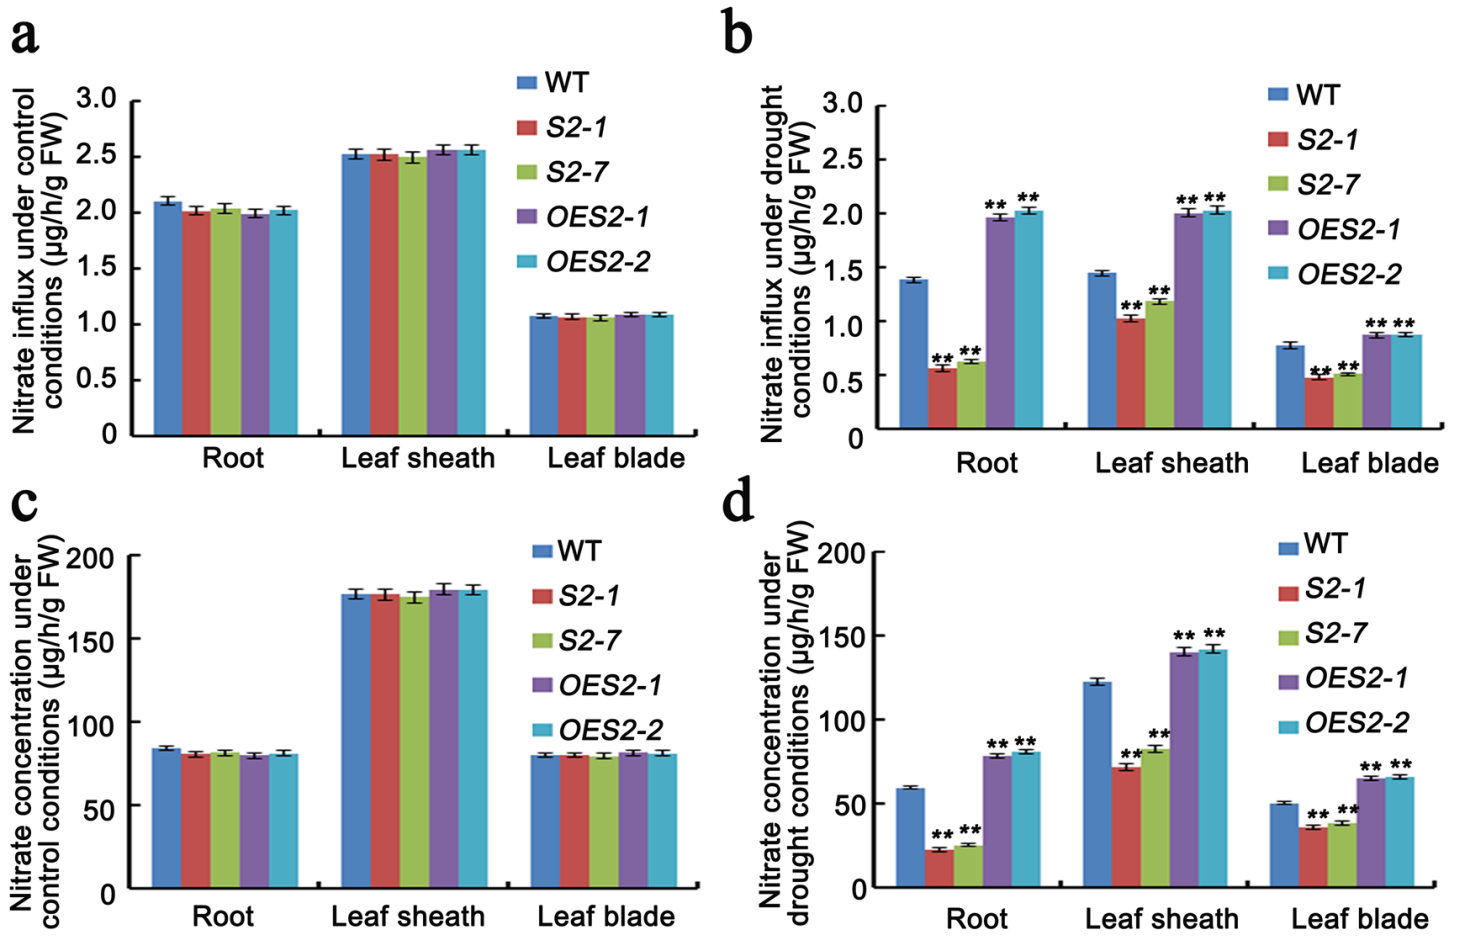 a
Nitrate influx under control
conditions (µg/h/g FW)
3.0
2.5
2.0
1.5
1.0
0.5
0
WT
S2-1
S2-7
OES2-1
OES2-2
Root
Leaf sheath
Leaf blade
b
Nitrate influx under drought
conditions (µg/h/g FW)
3.0
2.5
2.0
1.5
1.0
0.5
0
WT
S2-1
S2-7
OES2-1
OES2-2
** ** ** **
** ** ** **
** ** ** **
Root
Leaf sheath
Leaf blade
c
Nitrate concentration under
control conditions (µg/h/g FW)
200
150
100
50
0
WT
S2-1
S2-7
OES2-1
OES2-2
Root
Leaf sheath
Leaf blade
d
Nitrate concentration under
drought conditions (µg/h/g FW)
200
150
100
50
0
WT
S2-1
S2-7
OES2-1
OES2-2
** ** ** **
** ** ** **
** ** ** **
Root
Leaf sheath
Leaf blade